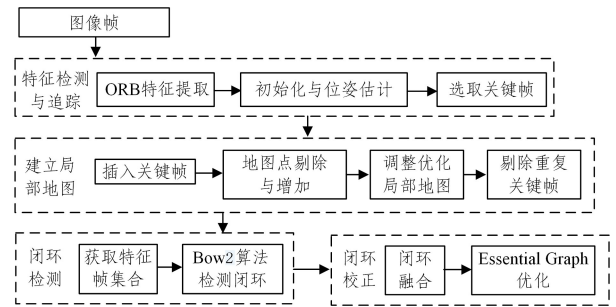 图像帧
特征检测
与追踪
ORB特征提取
初始化与位姿估计
选取关键帧
建立局
部地图
插入关键帧
地图点剔除
与增加
调整优化
局部地图
剔除重复
关键帧
闭环
检测
获取特征
帧集合
Bow2算法
检测闭环
闭环
校正
闭环
融合
Essential Graph
优化